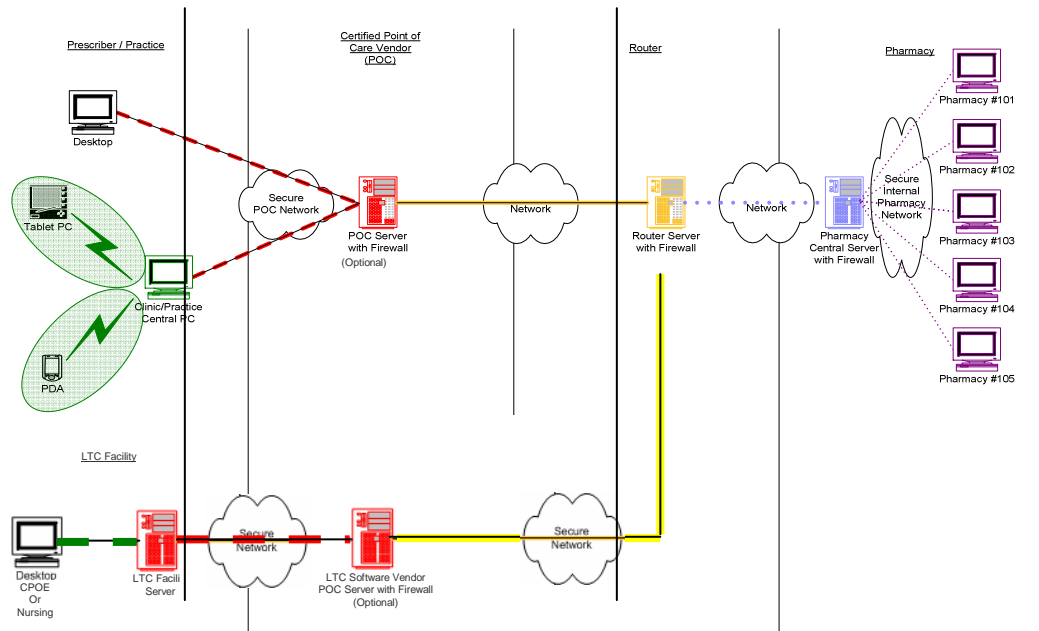 Prescriber / Practice
Certified Point of
Care Vendor
(POC)
Router
Pharmacy
Desktop
Tablet PC
Clinic/Practice
Central PC
PDA
Secure
POC Network
POC Server
with Firewall
(Optional)
Network
Router Server
with Firewall
Network
Pharmacy
Central Server
with Firewall
Secure
Internal
Pharmacy
Network
Pharmacy #101
Pharmacy #102
Pharmacy #103
Pharmacy #104
Pharmacy #105
LTC Facility
Desktop
CPOE
Or
Nursing
LTC Facili
Server
Secure
Network
LTC Software Vendor
POC Server with Firewall
(Optional)
Secure
Network